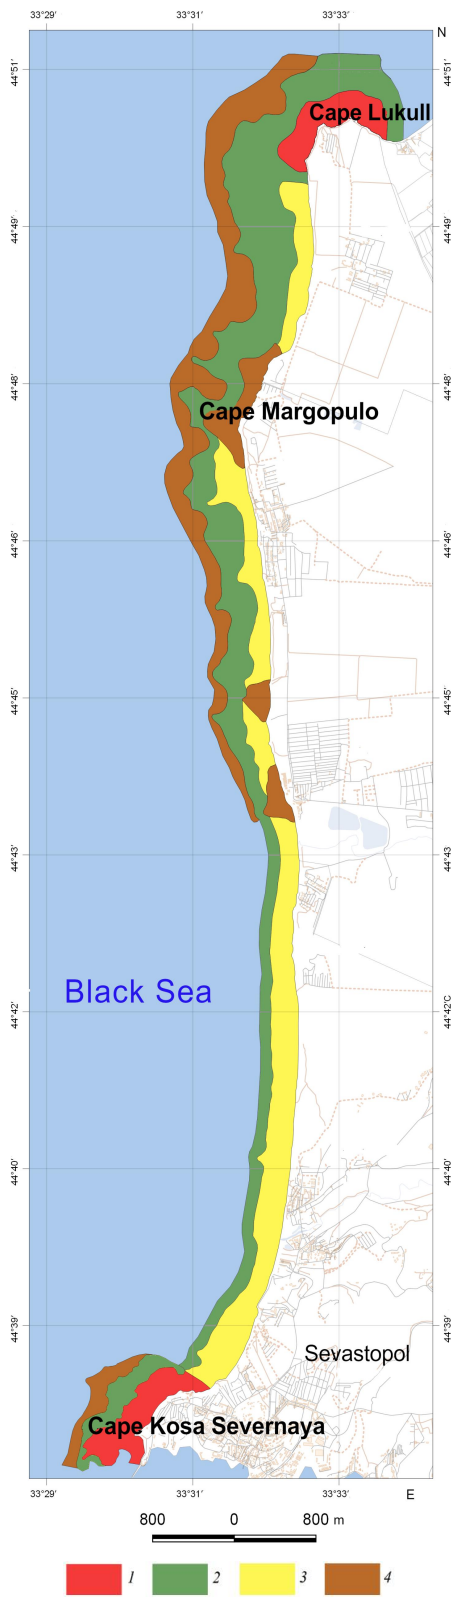 33°29' 33°31' 33°33'
N
44°51' 44°51'
Cape Lukull
44°49' 44°49'
44°48' 44°48'
Cape Margopulo
44°46' 44°46'
44°45' 44°45'
44°43 44°43
Black Sea
44°42' 44°42'C
44°40' 44°40'
44°39' 44°39'
Sevastopol
Cape Kosa Severnaya
33°29' 33°31' 33°33' E
800 0 800 m
1 2 3 4